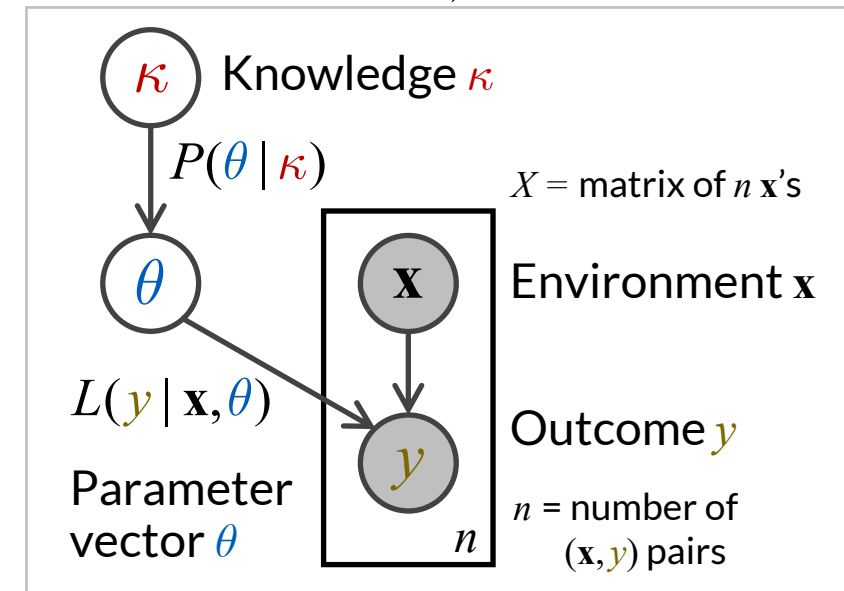 κ Knowledge κ
P(θ | κ)
X = matrix of n x's
θ
x Environment x
L(y | x, θ)
y Outcome y
Parameter
vector θ
n
n = number of
(x, y) pairs